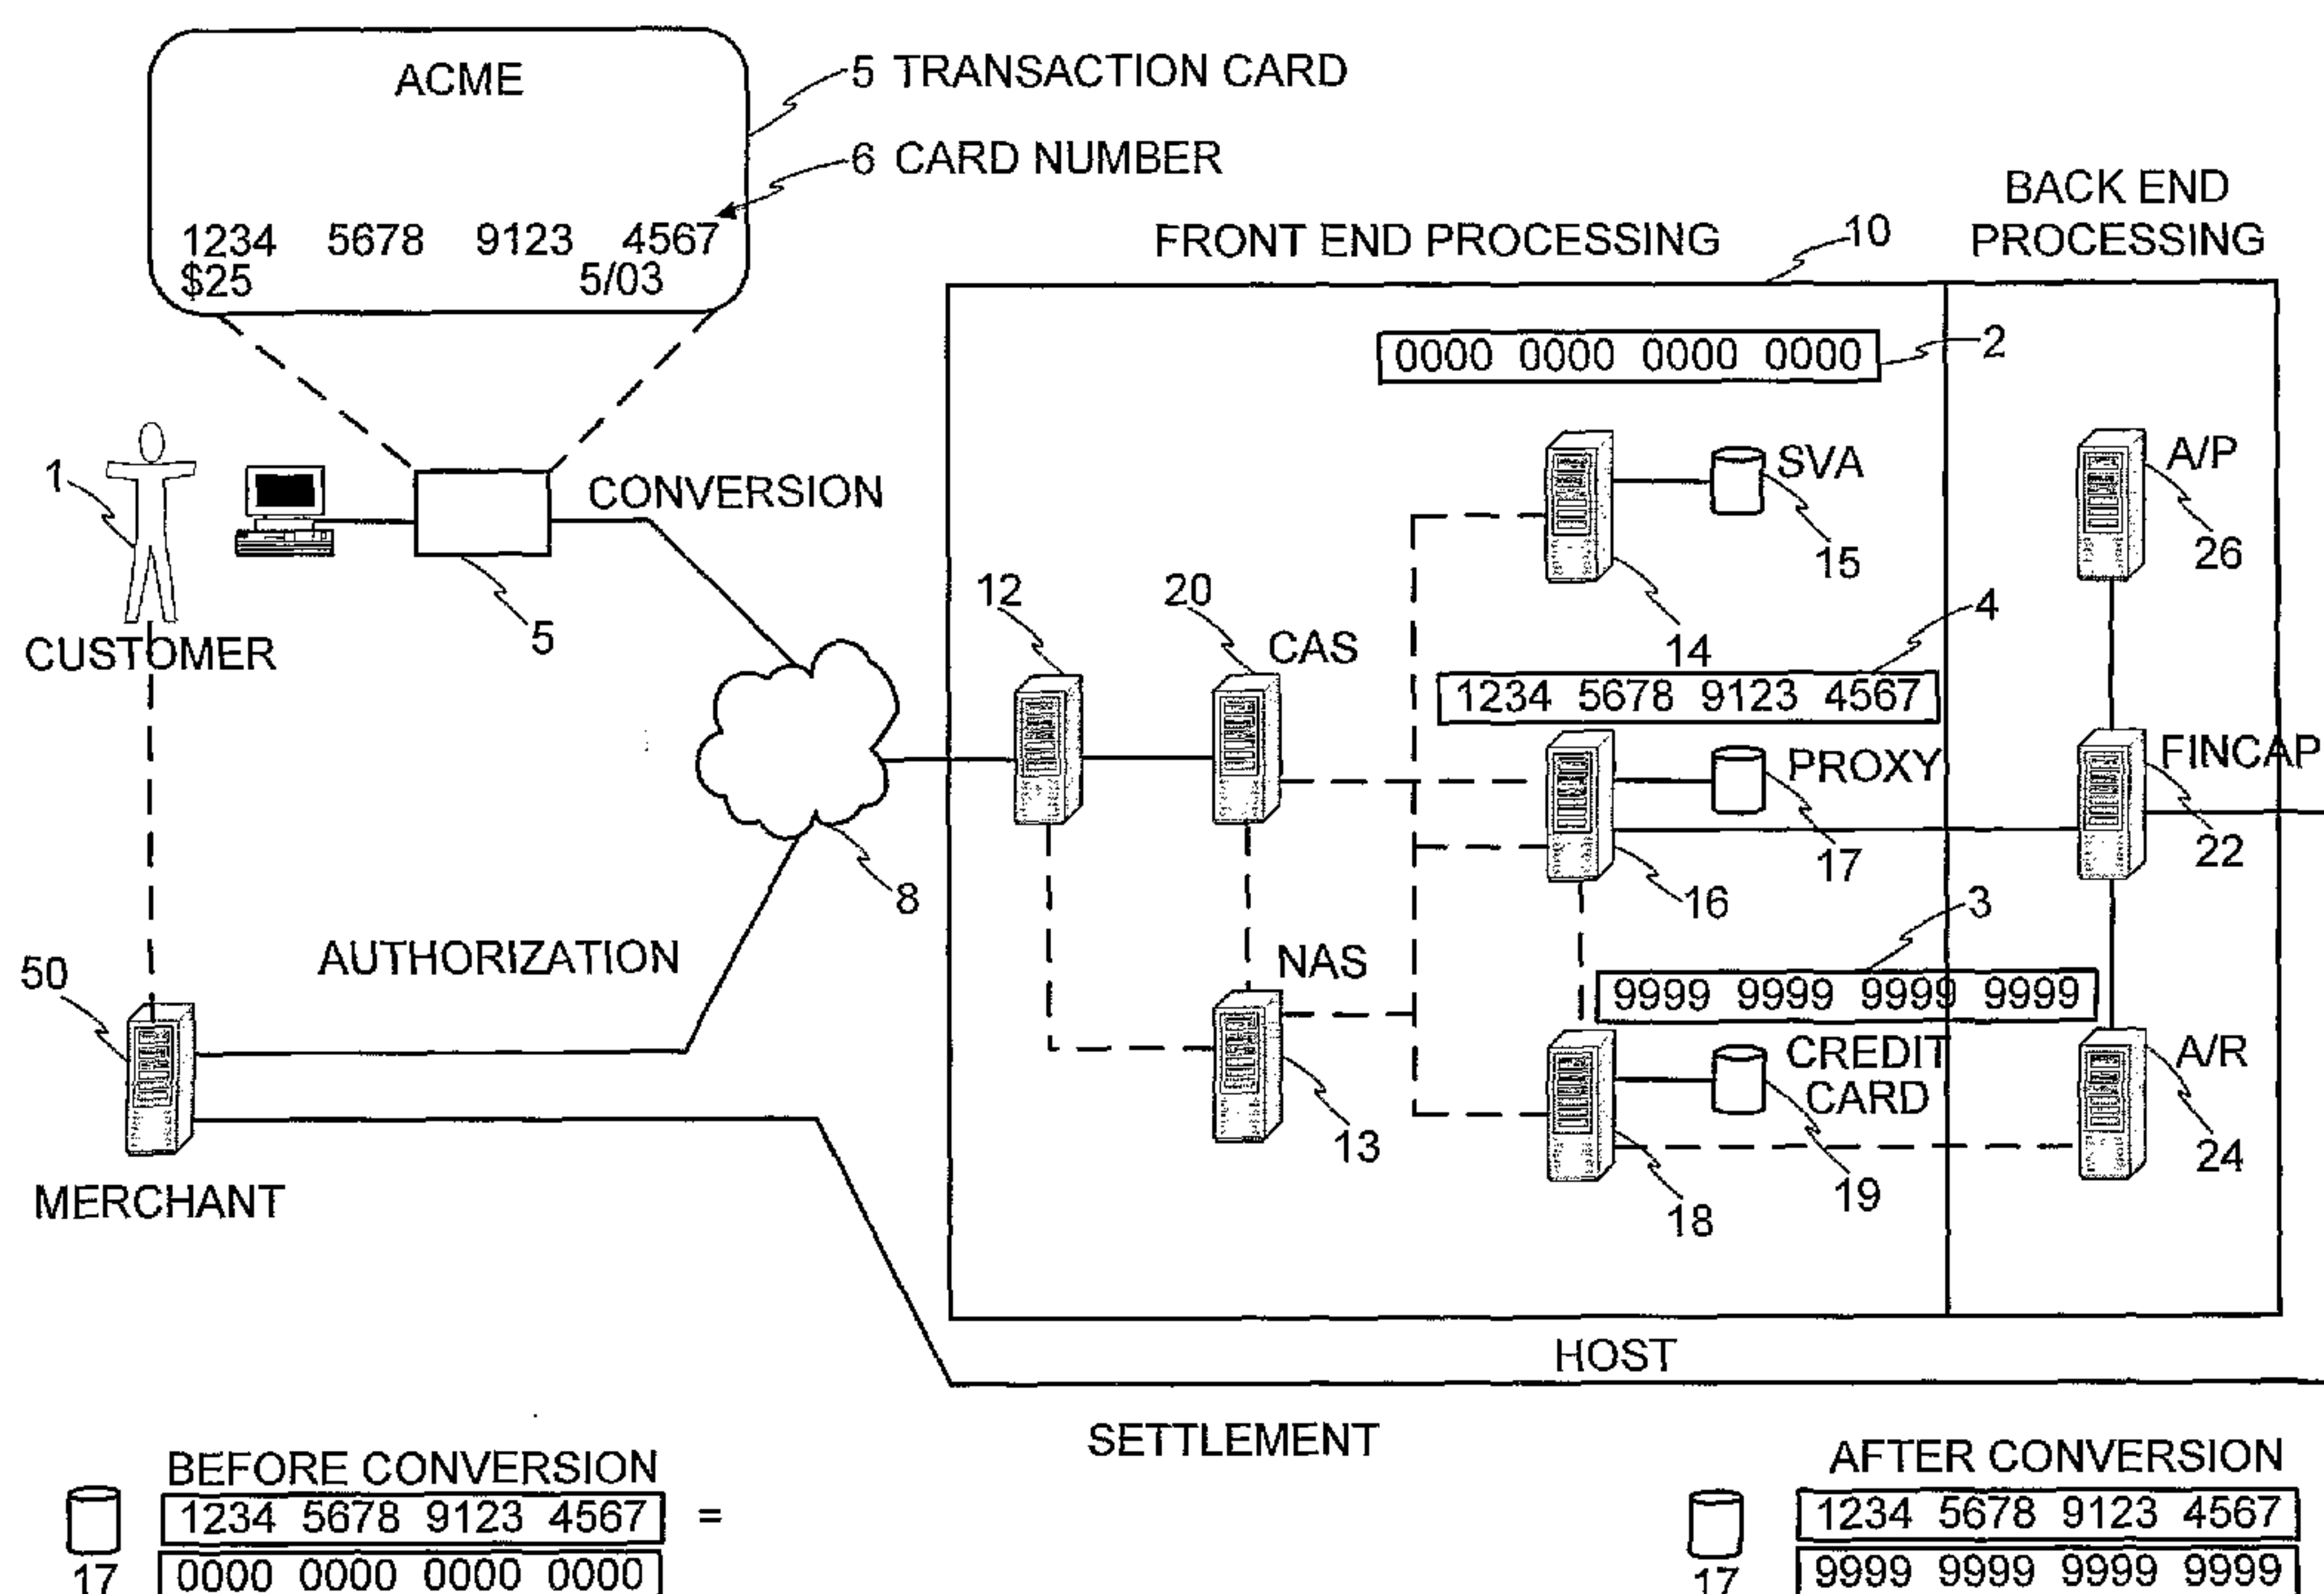 ACME
1234 5678 9123 4567
$25 5/03
5 TRANSACTION CARD
6 CARD NUMBER
FRONT END PROCESSING
10
BACK END
PROCESSING
0000 0000 0000 0000
2
1
CUSTOMER
CONVERSION
5
8
12
20
CAS
SVA
15
14
4
1234 5678 9123 4567
PROXY
17
16
A/P
26
FINCAP
22
3
9999 9999 9999 9999
NAS
13
CREDIT
CARD
19
18
A/R
24
AUTHORIZATION
50
MERCHANT
HOST
SETTLEMENT
BEFORE CONVERSION
1234 5678 9123 4567 =
17 0000 0000 0000 0000
AFTER CONVERSION
1234 5678 9123 4567
17 9999 9999 9999 9999